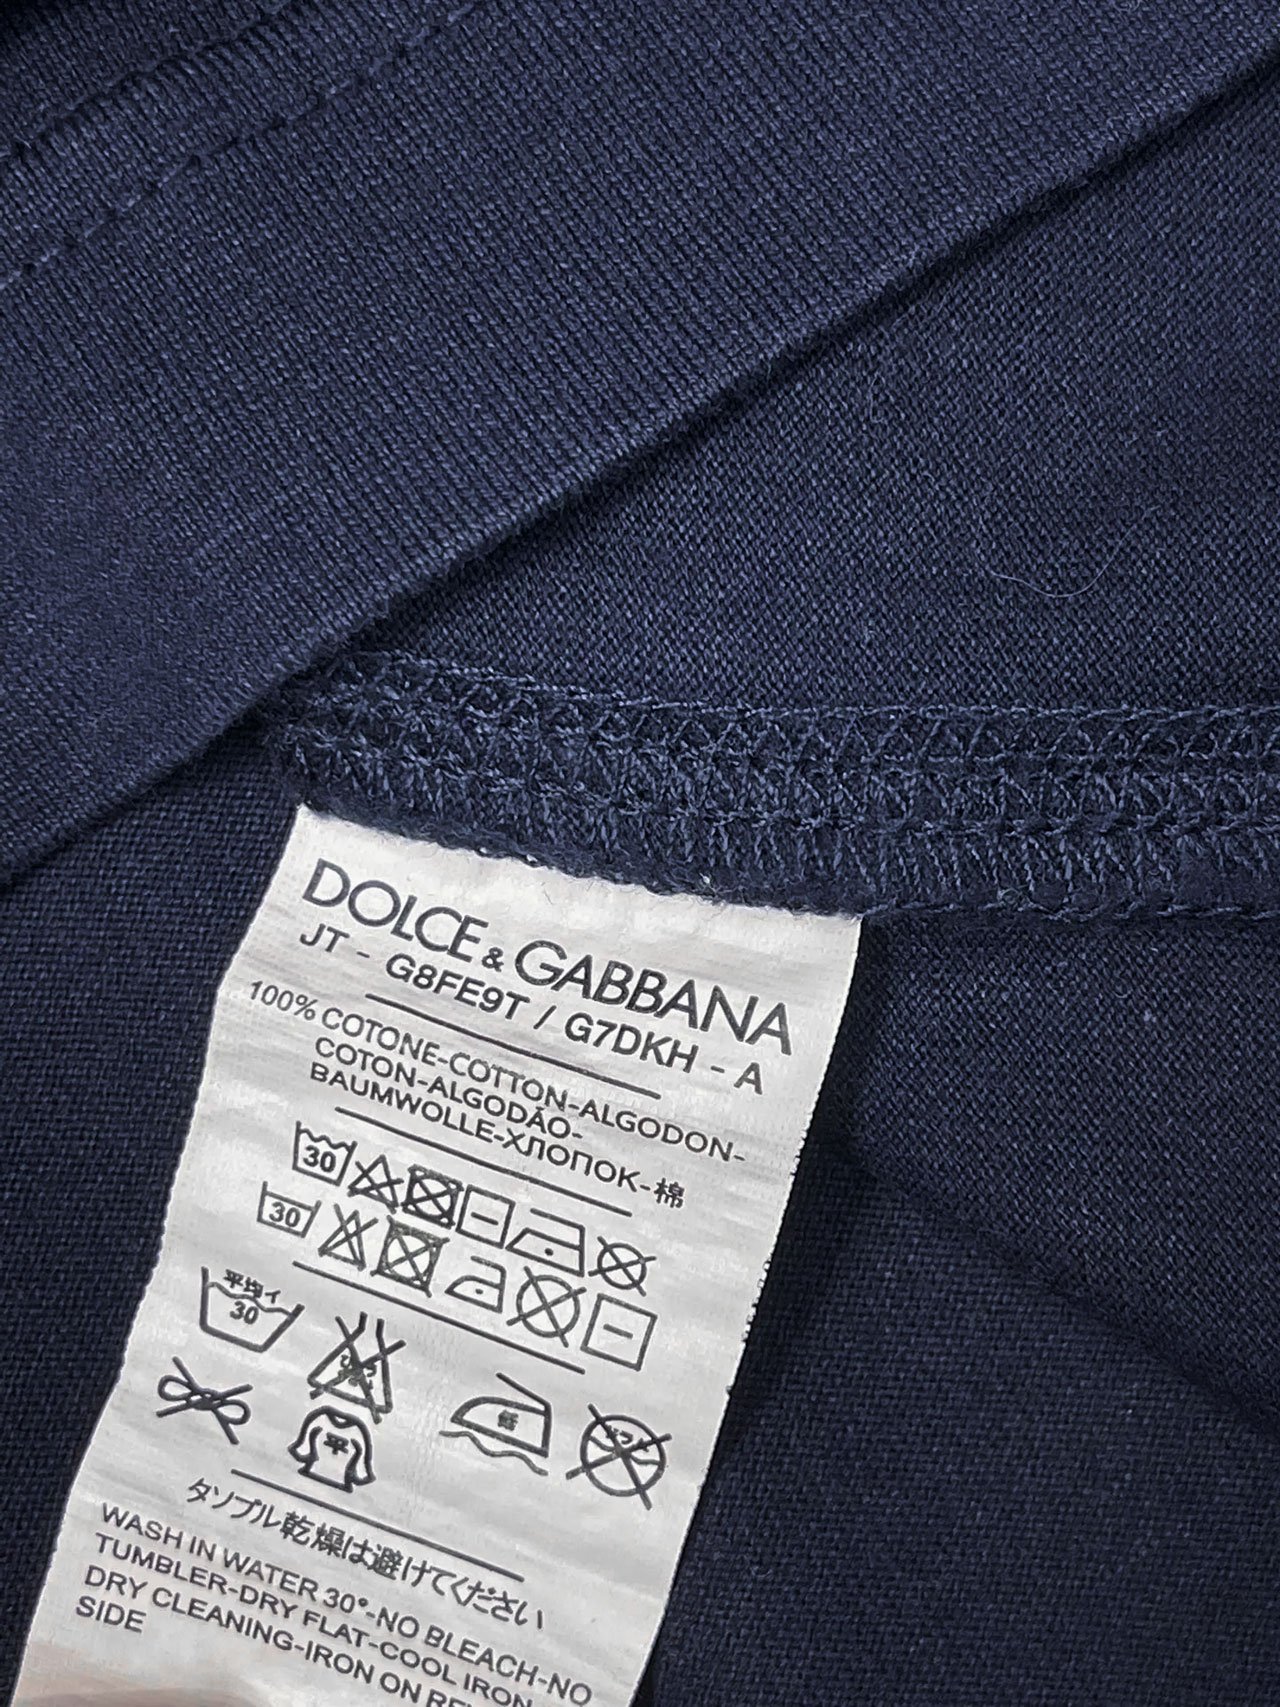 DOLCE & GABBANA
JT - G8FE9T / G7DKH - A
100% COTONE-COTTON-ALGODON-
COTON-ALGODÃO-
BAUMWOLLE-ХЛОПОК-棉
30
30
平均イ
30
平
タンブル乾燥は避けてください
WASH IN WATER 30°-NO BLEACH-NO
TUMBLER-DRY FLAT-COOL IRON
DRY CLEANING-IRON ON RE
SIDE